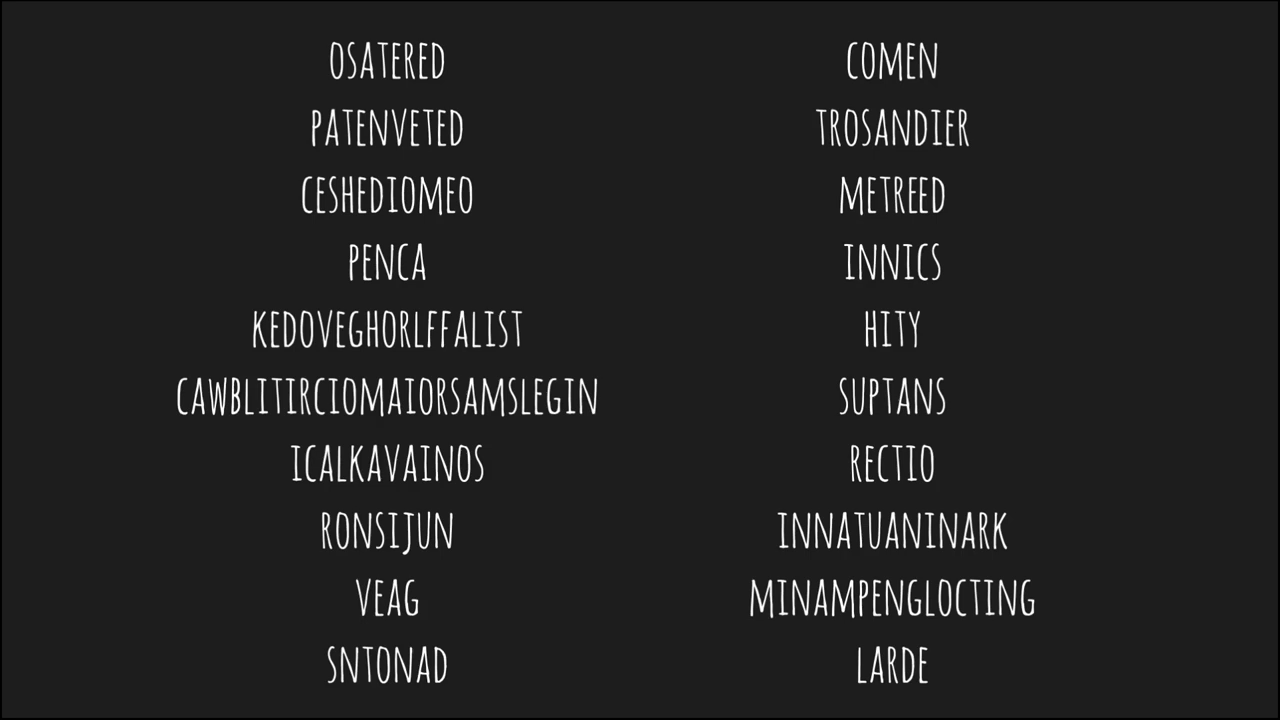 OSATERED
PATENVETED
CESHEDIOMEO
PENCA
KEDOVEGHORLFFALIST
CAWBLITIRCIOMAIORSAMSLEGIN
ICALKAVAINOS
RONSIJUN
VEAG
SNTONAD
COMEN
TROSANDIER
METREED
INNICS
HITY
SUPTANS
RECTIO
INNATUANINARK
MINAMPENGLOCTING
LARDE